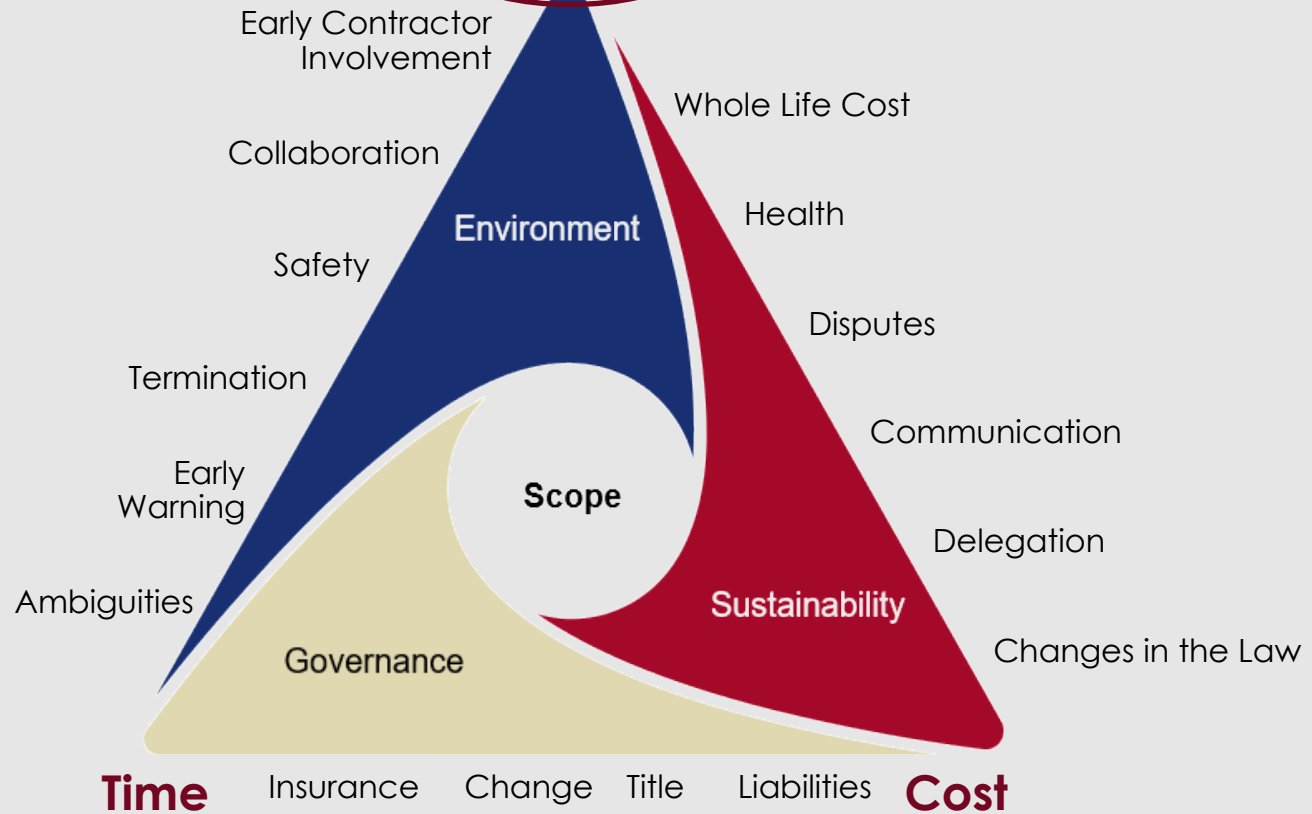 Early Contractor
Involvement
Whole Life Cost
Collaboration
Health
Environment
Safety
Disputes
Termination
Communication
Early
Warning
Scope
Delegation
Ambiguities
Sustainability
Changes in the Law
Governance
Time Insurance Change Title Liabilities Cost